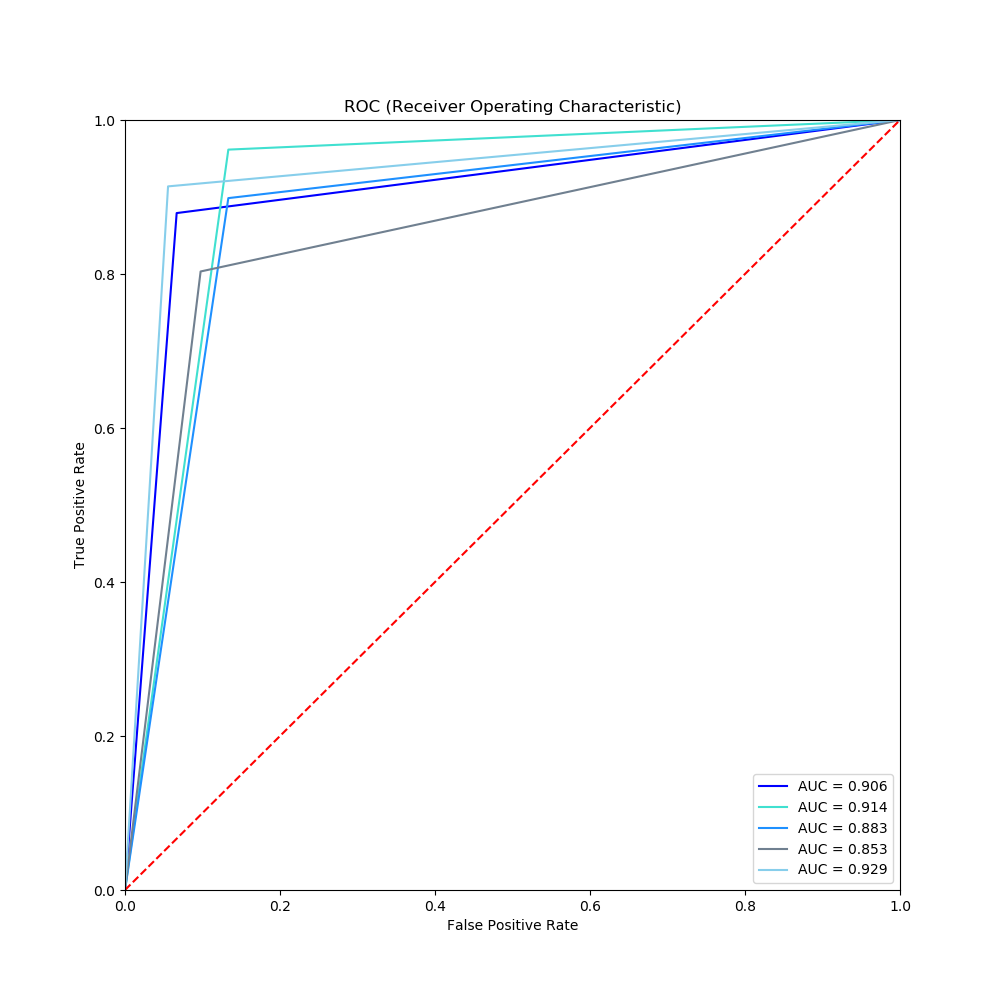 ROC (Receiver Operating Characteristic)
1.0
0.8
0.6
0.4
0.2
0.0
True Positive Rate
0.0 0.2 0.4 0.6 0.8 1.0
False Positive Rate
AUC = 0.906
AUC = 0.914
AUC = 0.883
AUC = 0.853
AUC = 0.929